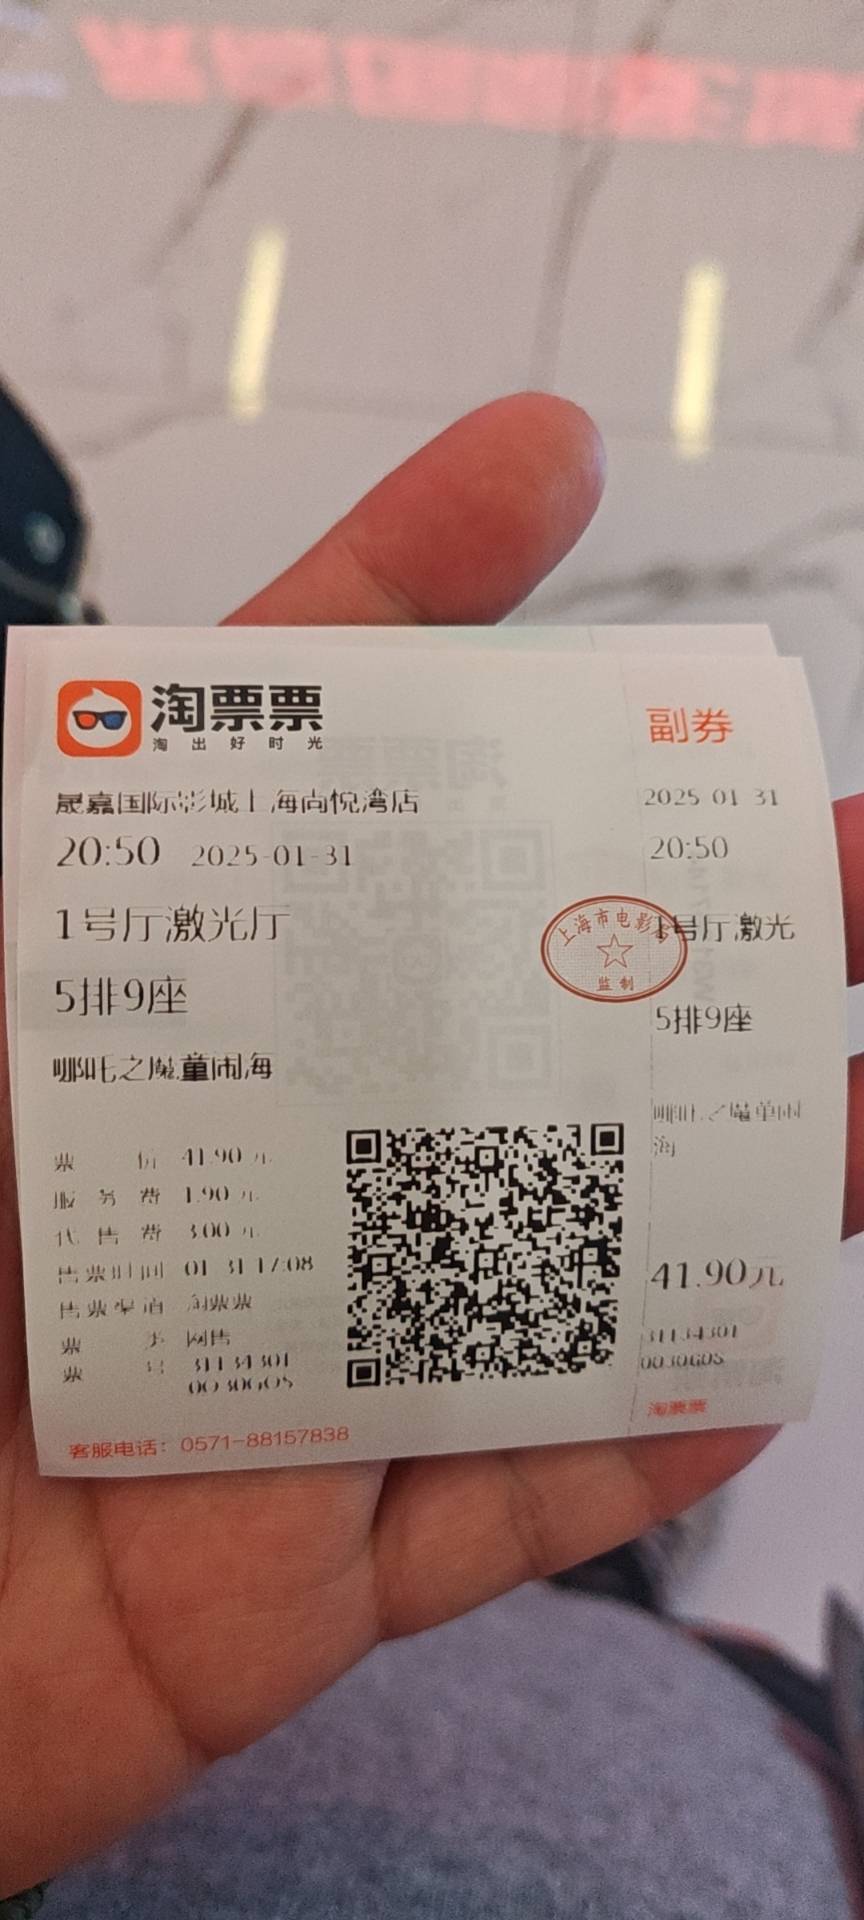 淘票票
淘出好时光
晟嘉国际影城上海尚悦湾店
20:50 2025-01-31
1号厅激光厅
5排9座
哪吒之魔童闹海
票价 41.90元
服务费 1.90元
代售费 3.00元
售票时间 01-31 17:08
售票渠道 淘票票
票类 网售
票号 31134301
0030G0S
客服电话：0571-88157838
上海市电影局
监制
副券
2025-01-31
20:50
1号厅激光
5排9座
哪吒之魔童闹
海
41.90元
31134301
0030G0S
淘票票